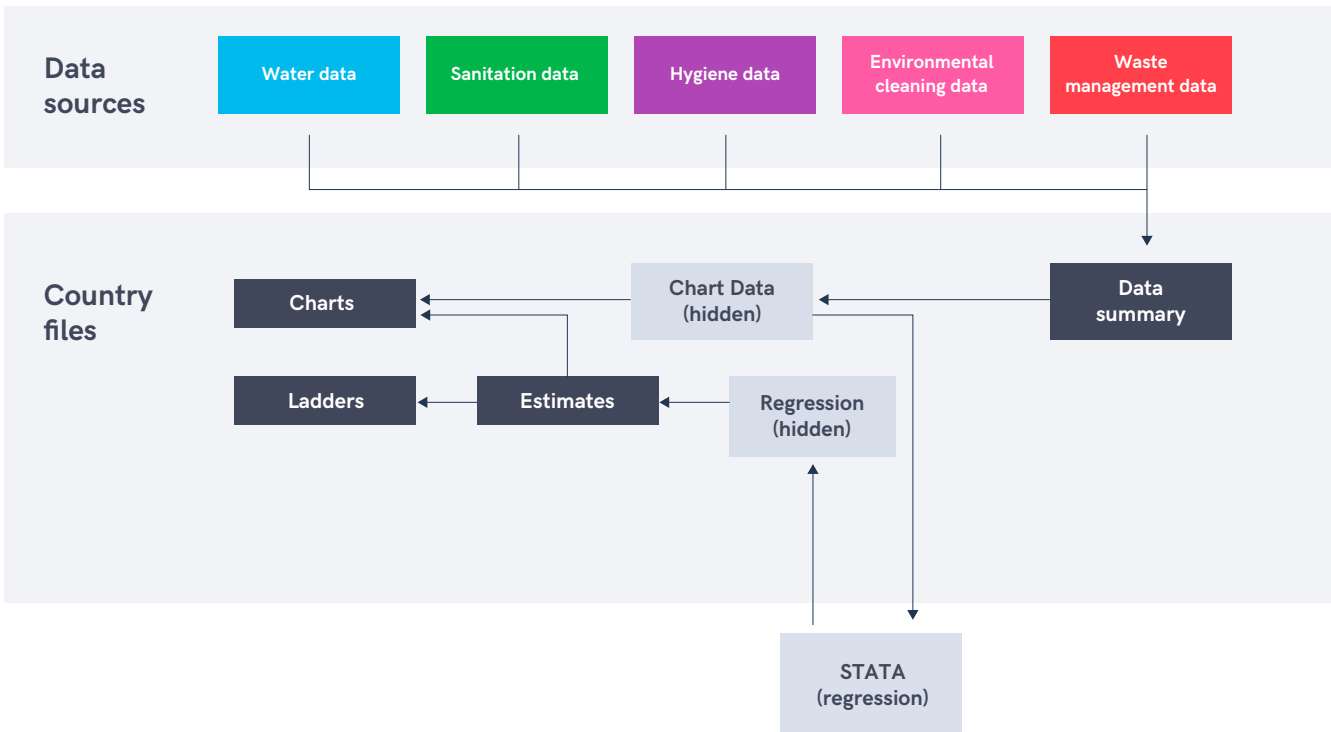 Data
sources
Water data
Sanitation data
Hygiene data
Environmental
cleaning data
Waste
management data
Country
files
Charts
Chart Data
(hidden)
Data
summary
Ladders
Estimates
Regression
(hidden)
STATA
(regression)